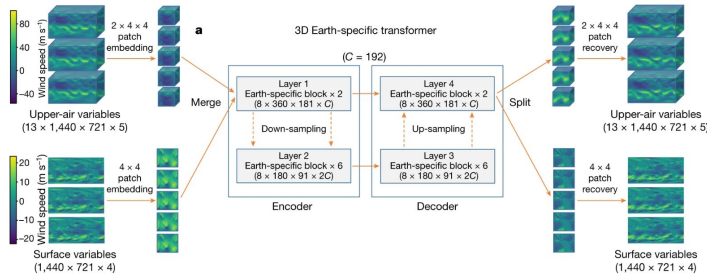 a
3D Earth-specific transformer
(C = 192)
80
40
0
−40
Wind speed (m s⁻¹)
2 × 4 × 4
patch
embedding
Upper-air variables
(13 × 1,440 × 721 × 5)
20
10
0
−10
−20
Wind speed (m s⁻¹)
4 × 4
patch
embedding
Surface variables
(1,440 × 721 × 4)
Merge
Layer 1
Earth-specific block × 2
(8 × 360 × 181 × C)
Down-sampling
Layer 2
Earth-specific block × 6
(8 × 180 × 91 × 2C)
Encoder
Layer 4
Earth-specific block × 2
(8 × 360 × 181 × C)
Up-sampling
Layer 3
Earth-specific block × 6
(8 × 180 × 91 × 2C)
Decoder
Split
2 × 4 × 4
patch
recovery
Upper-air variables
(13 × 1,440 × 721 × 5)
4 × 4
patch
recovery
Surface variables
(1,440 × 721 × 4)